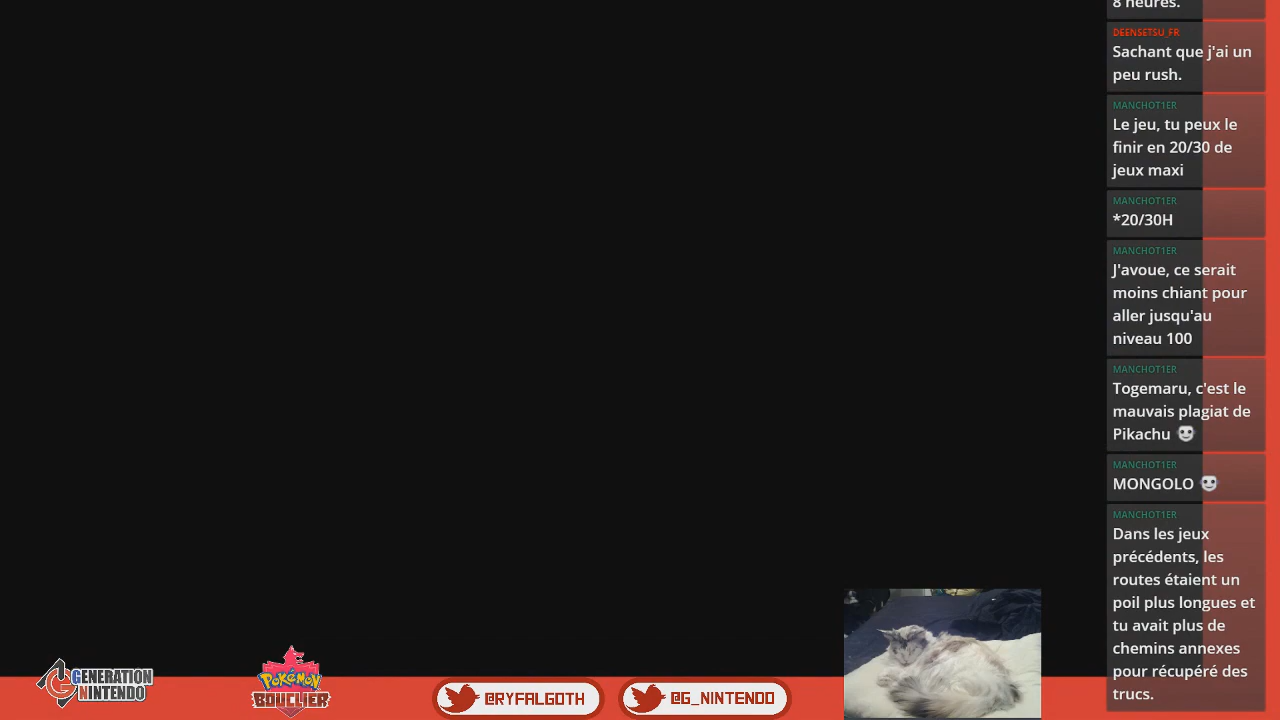 8 heures.
DEENSETSU_FR
Sachant que j'ai un
peu rush.
MANCHOT1ER
Le jeu, tu peux le
finir en 20/30 de
jeux maxi
MANCHOT1ER
*20/30H
MANCHOT1ER
J'avoue, ce serait
moins chiant pour
aller jusqu'au
niveau 100
MANCHOT1ER
Togemaru, c'est le
mauvais plagiat de
Pikachu
MANCHOT1ER
MONGOLO
MANCHOT1ER
Dans les jeux
précédents, les
routes étaient un
poil plus longues et
tu avait plus de
chemins annexes
pour récupéré des
trucs.
GENERATION
NINTENDO
POKÉMON
BOUCLIER
@RYFALGOTH
@G_NINTENDO